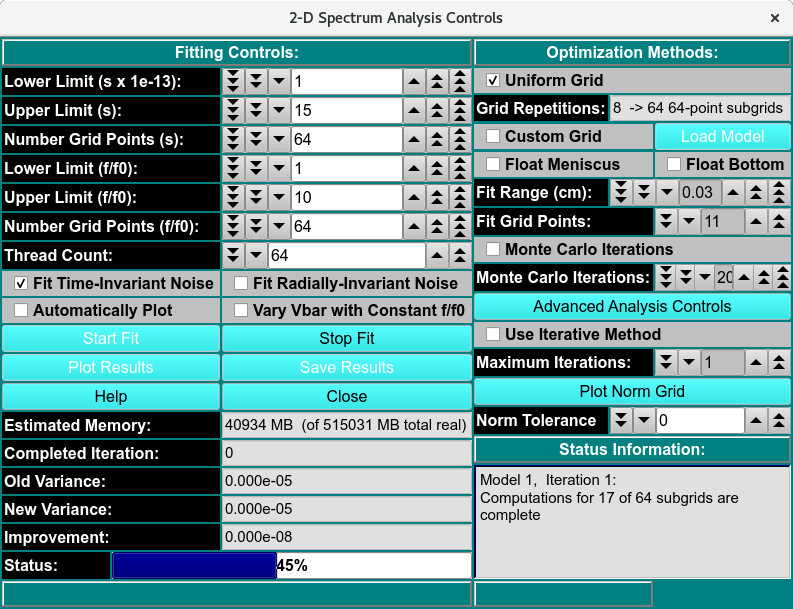 2-D Spectrum Analysis Controls
Fitting Controls:
Lower Limit (s x 1e-13):
1
Upper Limit (s):
15
Number Grid Points (s):
64
Lower Limit (f/f0):
1
Upper Limit (f/f0):
10
Number Grid Points (f/f0):
64
Thread Count:
64
Fit Time-Invariant Noise
Fit Radially-Invariant Noise
Automatically Plot
Vary Vbar with Constant f/f0
Start Fit
Stop Fit
Plot Results
Save Results
Help
Close
Estimated Memory:
40934 MB  (of 515031 MB total real)
Completed Iteration:
0
Old Variance:
0.000e-05
New Variance:
0.000e-05
Improvement:
0.000e-08
Status:
45%
Optimization Methods:
Uniform Grid
Grid Repetitions:
8  -> 64 64-point subgrids
Custom Grid
Load Model
Float Meniscus
Float Bottom
Fit Range (cm):
0.03
Fit Grid Points:
11
Monte Carlo Iterations
Monte Carlo Iterations:
Advanced Analysis Controls
Use Iterative Method
Maximum Iterations:
1
Plot Norm Grid
Norm Tolerance
0
Status Information:
Model 1,  Iteration 1:
Computations for 17 of 64 subgrids are
complete